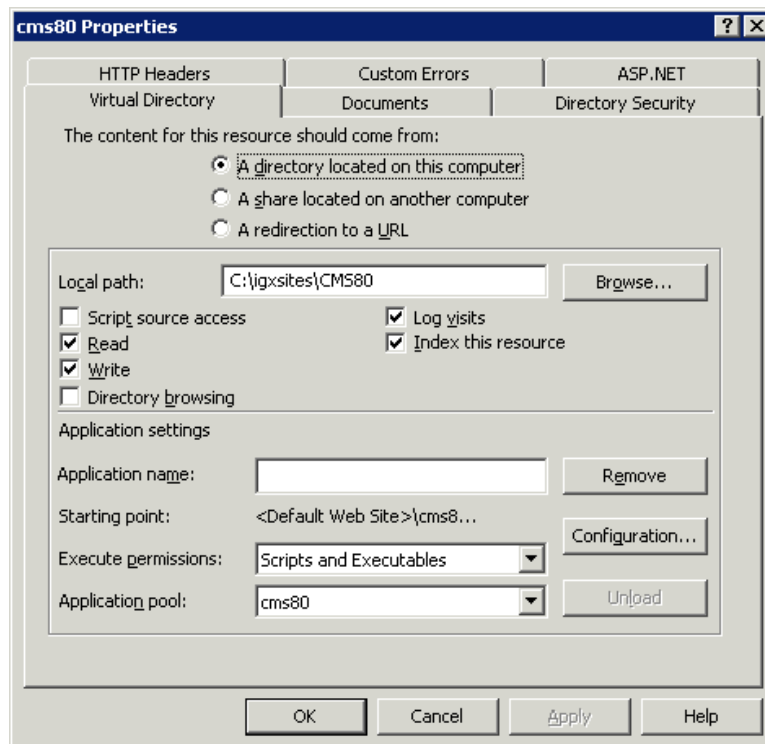 cms80 Properties
HTTP Headers Custom Errors ASP.NET
Virtual Directory Documents Directory Security
The content for this resource should come from:
A directory located on this computer
A share located on another computer
A redirection to a URL
Local path: C:\igxsites\CMS80 Browse...
Script source access Log visits
Read Index this resource
Write
Directory browsing
Application settings
Application name: Remove
Starting point: <Default Web Site>\cms8...
Configuration...
Execute permissions: Scripts and Executables
Application pool: cms80 Unload
OK Cancel Apply Help